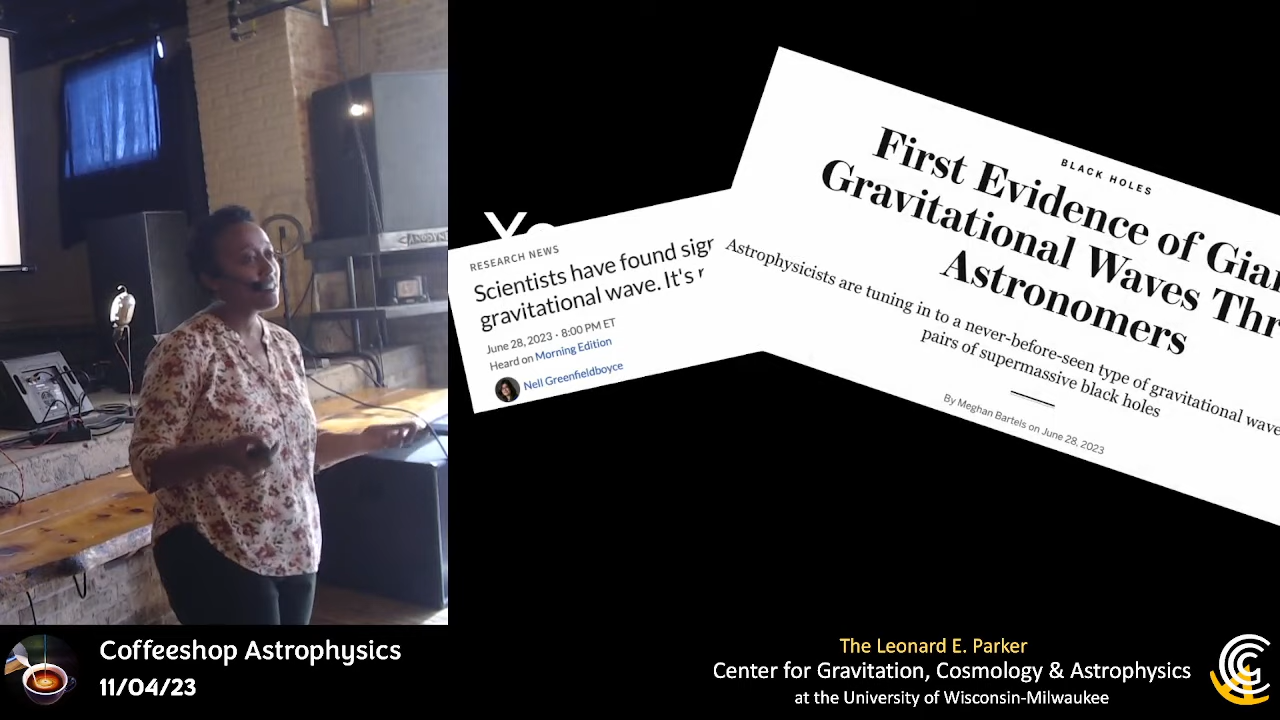 RESEARCH NEWS
Scientists have found sigr
gravitational wave. It's
June 28, 2023 · 8:00 PM ET
Heard on Morning Edition
Nell Greenfieldboyce
BLACK HOLES
First Evidence of Gia
Gravitational Waves Thr
Astronomers
Astrophysicists are tuning in to a never-before-seen type of gravitational wave
pairs of supermassive black holes
By Meghan Bartels on June 28, 2023
Coffeeshop Astrophysics
11/04/23
The Leonard E. Parker
Center for Gravitation, Cosmology & Astrophysics
at the University of Wisconsin-Milwaukee